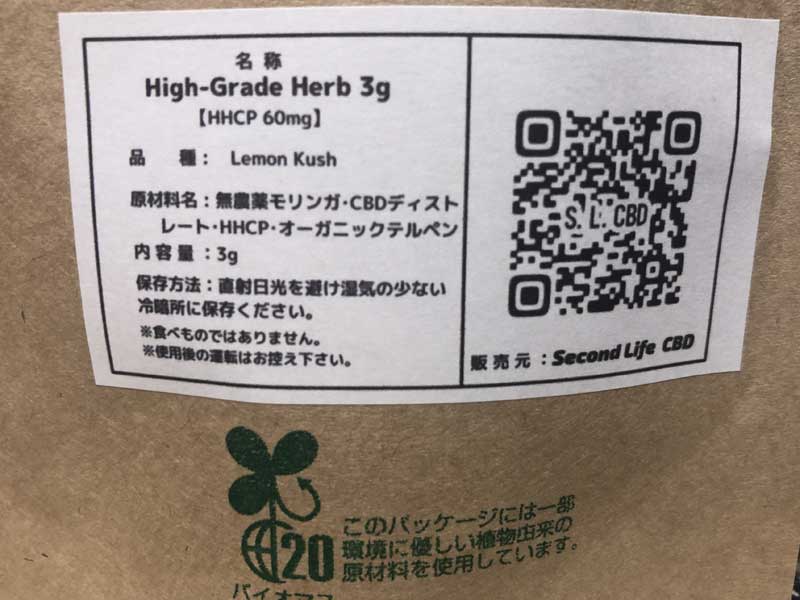 名 称
High-Grade Herb 3g
【HHCP 60mg】
品 種： Lemon Kush
原材料名：無農薬モリンガ・CBDディスト
レート・HHCP・オーガニックテルペン
内 容 量 ：3g
保存方法：直射日光を避け湿気の少ない
冷暗所に保存ください。
※食べものではありません。
※使用後の運転はお控え下さい。
S. L. CBD
販 売 元 ：Second Life CBD
20
バイオマス
このパッケージには一部
環境に優しい植物由来の
原材料を使用しています。